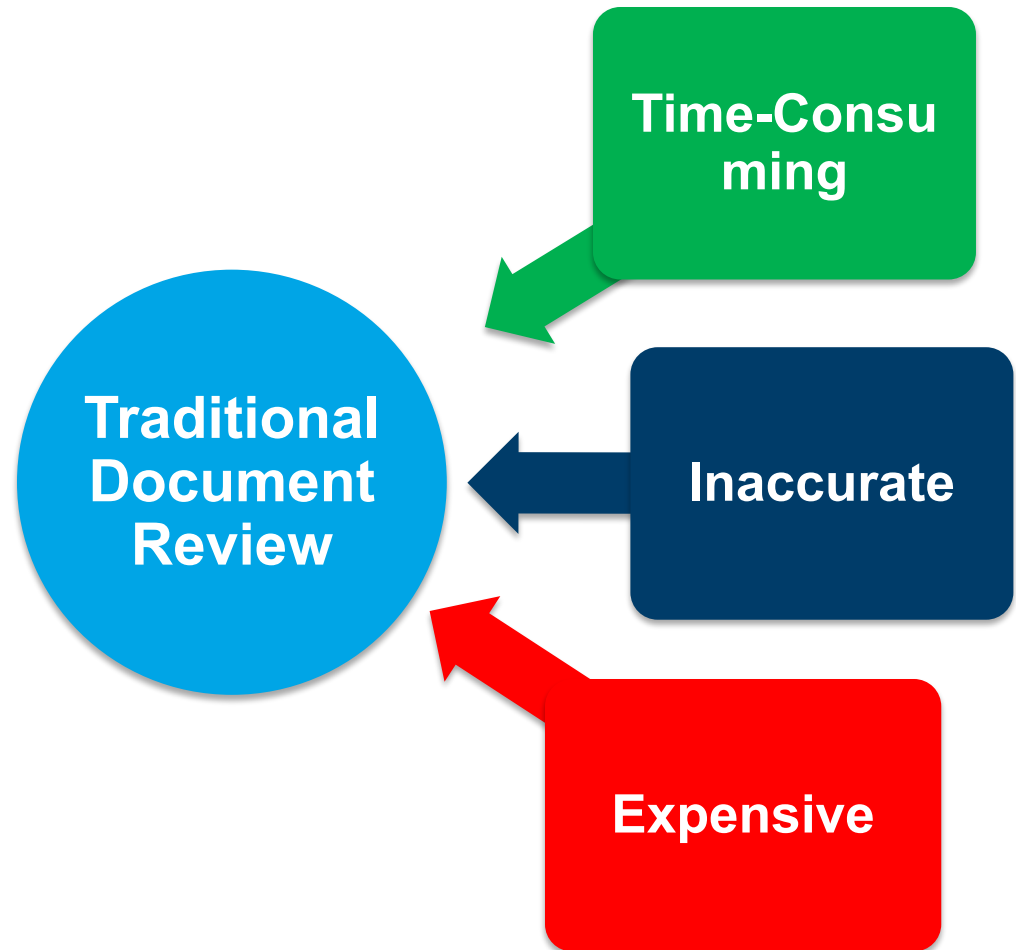 Time-Consu
ming
Traditional
Document
Review
Inaccurate
Expensive